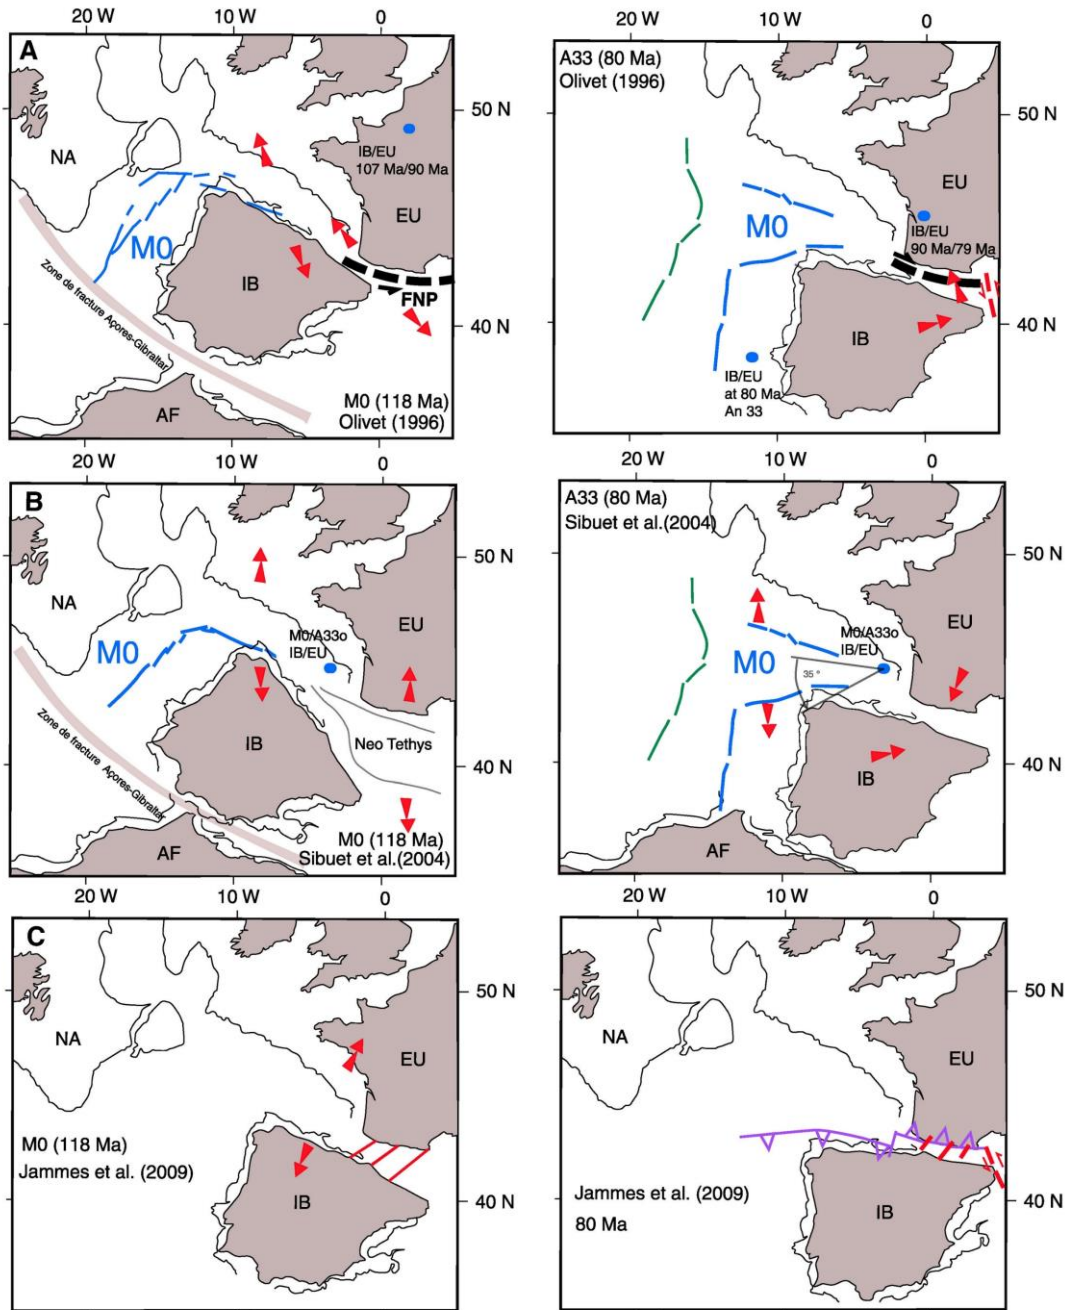 20 W 10 W 0
A
50 N
NA
IB/EU
107 Ma/90 Ma
EU
M0
Zone de fracture Açores-Gibraltar
IB
FNP
40 N
AF
M0 (118 Ma)
Olivet (1996)
20 W 10 W 0
A33 (80 Ma)
Olivet (1996)
50 N
EU
M0
IB/EU
90 Ma/79 Ma
40 N
IB
IB/EU
at 80 Ma
An 33
20 W 10 W 0
B
50 N
NA
EU
M0
M0/A33o
IB/EU
Zone de fracture Açores-Gibraltar
IB
Neo Tethys
40 N
AF
M0 (118 Ma)
Sibuet et al.(2004)
20 W 10 W 0
A33 (80 Ma)
Sibuet et al.(2004)
50 N
EU
M0/A33o
IB/EU
M0
35 °
IB
40 N
AF
20 W 10 W 0
C
50 N
NA
EU
M0 (118 Ma)
Jammes et al. (2009)
IB
40 N
20 W 10 W 0
50 N
NA
EU
Jammes et al. (2009)
80 Ma
IB
40 N